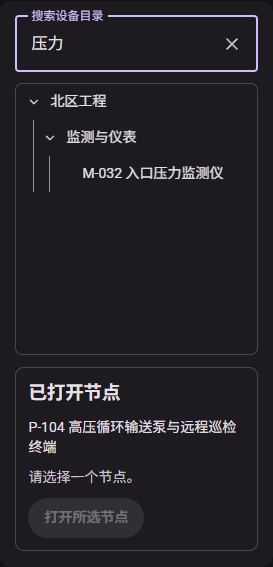 搜索设备目录
压力
北区工程
监测与仪表
M-032 入口压力监测仪
已打开节点
P-104 高压循环输送泵与远程巡检
终端
请选择一个节点。
打开所选节点